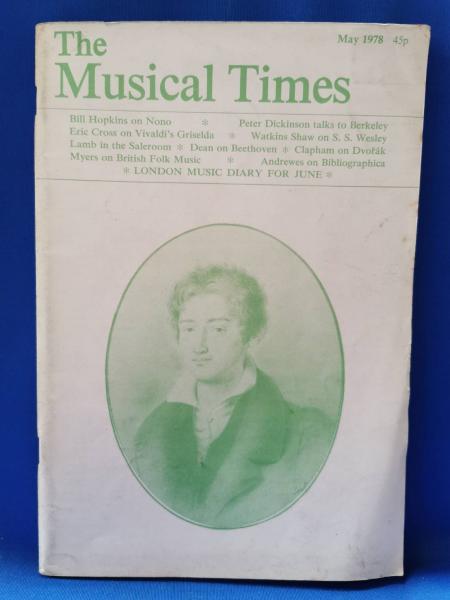 The
May 1978 45p
Musical Times
Bill Hopkins on Nono * Peter Dickinson talks to Berkeley
Eric Cross on Vivaldi's Griselda * Watkins Shaw on S. S. Wesley
Lamb in the Saleroom * Dean on Beethoven * Clapham on Dvořák
Myers on British Folk Music * Andrewes on Bibliographica
* LONDON MUSIC DIARY FOR JUNE *